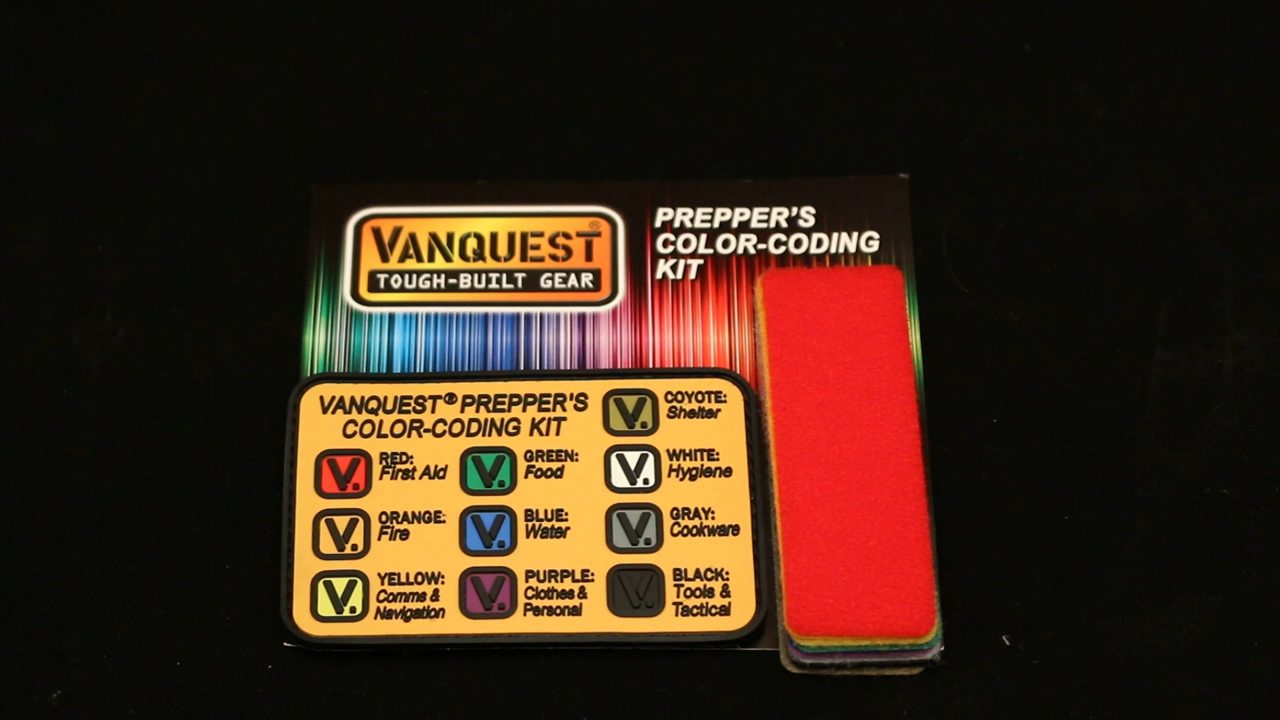 VANQUEST®
TOUGH-BUILT GEAR
PREPPER'S
COLOR-CODING
KIT
VANQUEST® PREPPER'S
COLOR-CODING KIT
V. COYOTE:
Shelter
V. RED:
First Aid
V. GREEN:
Food
V. WHITE:
Hygiene
V. ORANGE:
Fire
V. BLUE:
Water
V. GRAY:
Cookware
V. YELLOW:
Comms &
Navigation
V. PURPLE:
Clothes &
Personal
V. BLACK:
Tools &
Tactical